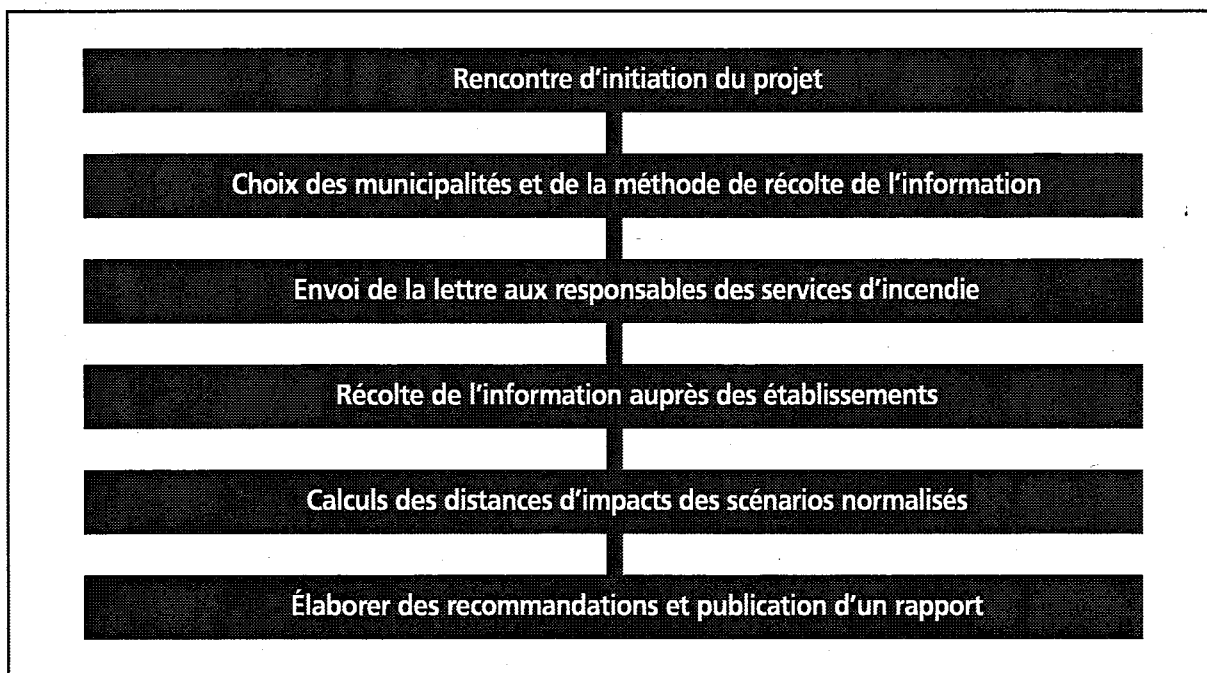 Rencontre d'initiation du projet
Choix des municipalités et de la méthode de récolte de l'information
Envoi de la lettre aux responsables des services d'incendie
Récolte de l'information auprès des établissements
Calculs des distances d'impacts des scénarios normalisés
Élaborer des recommandations et publication d'un rapport